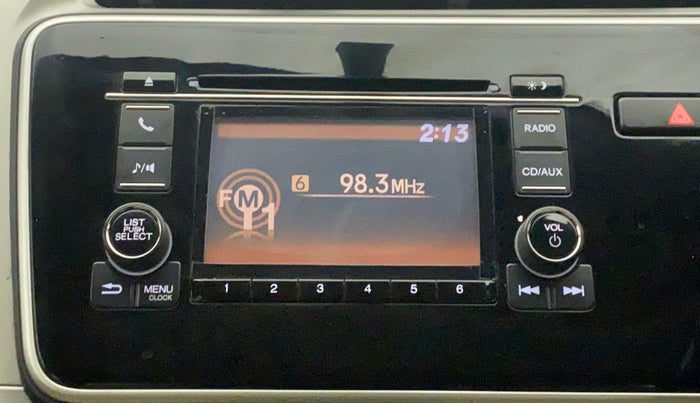 2:13
RADIO
♪/
CD/AUX
6 98.3MHz
FM1
LIST
PUSH
SELECT
VOL
MENU
CLOCK
1 2 3 4 5 6